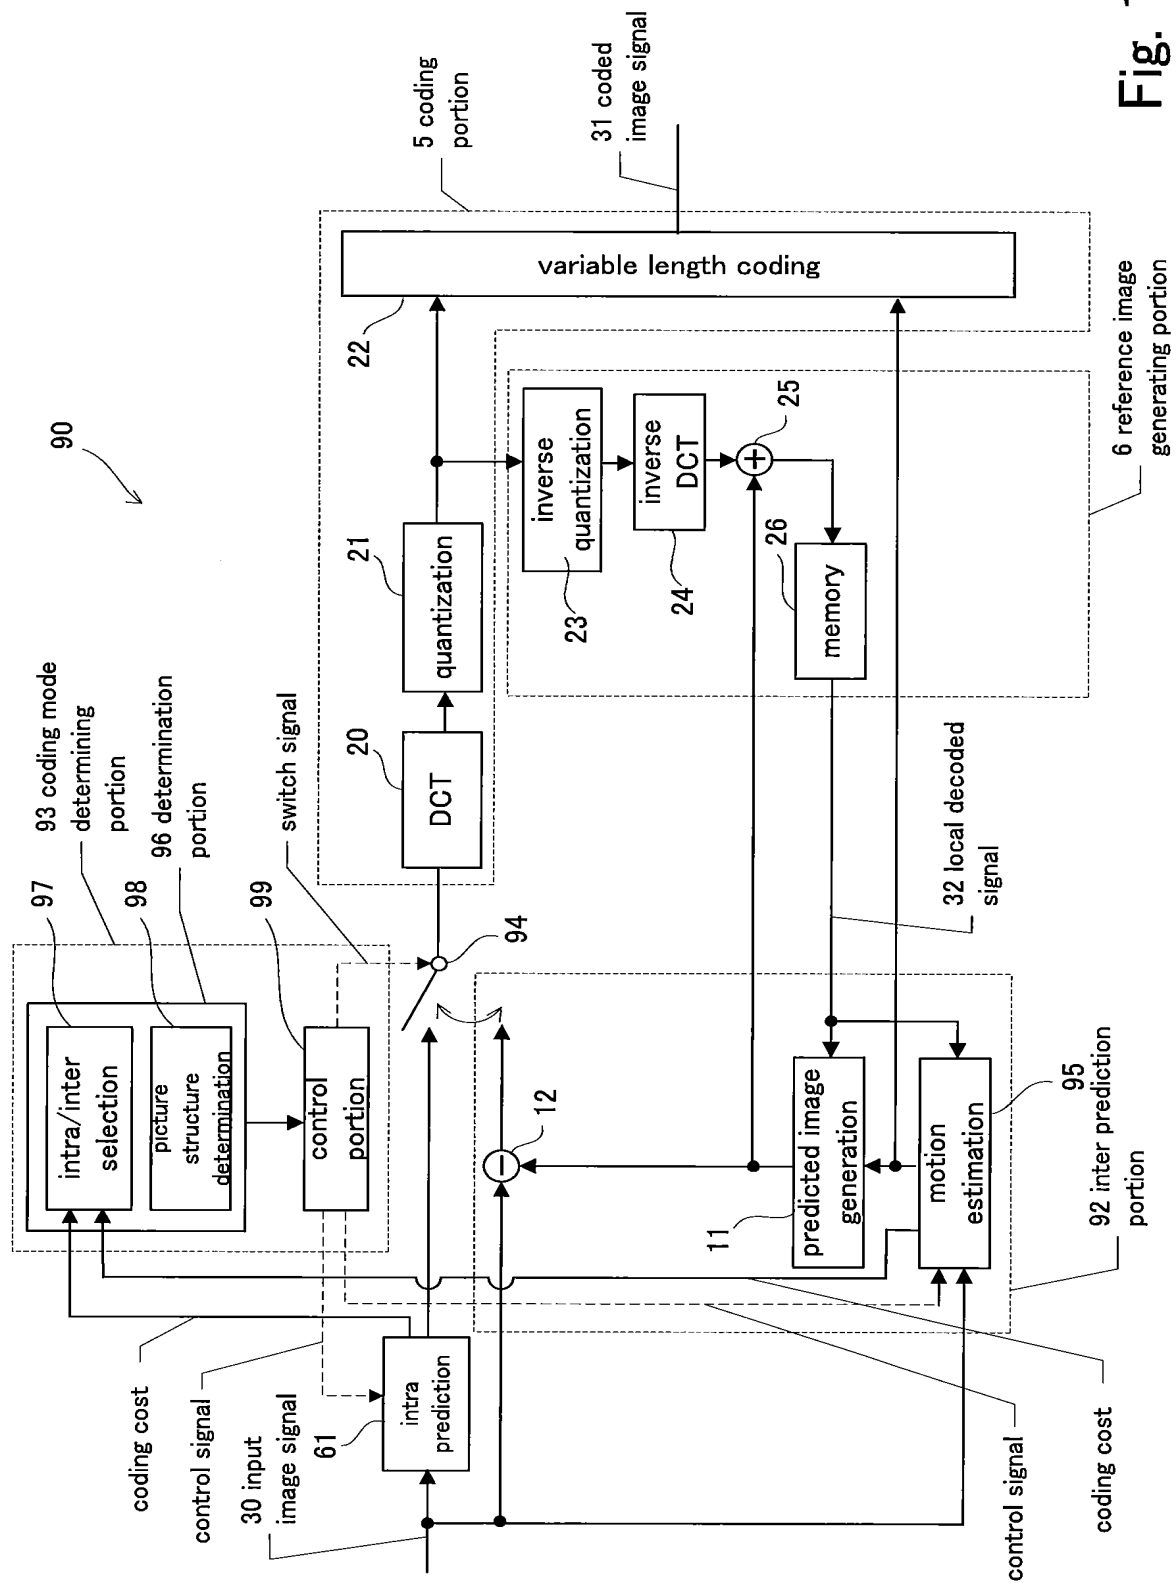 90
93 coding mode
determining
portion
96 determination
portion
switch signal
97
98
99
intra/inter
selection
picture
structure
determination
control
portion
94
5 coding
portion
20
DCT
21
quantization
22
variable length coding
31 coded
image signal
23
inverse
quantization
24
inverse
DCT
25
26
memory
6 reference image
generating portion
32 local decoded
signal
12
11
predicted image
generation
motion
estimation
95
92 inter prediction
portion
coding cost
control signal
30 input
image signal
61
intra
prediction
control signal
coding cost
Fig.